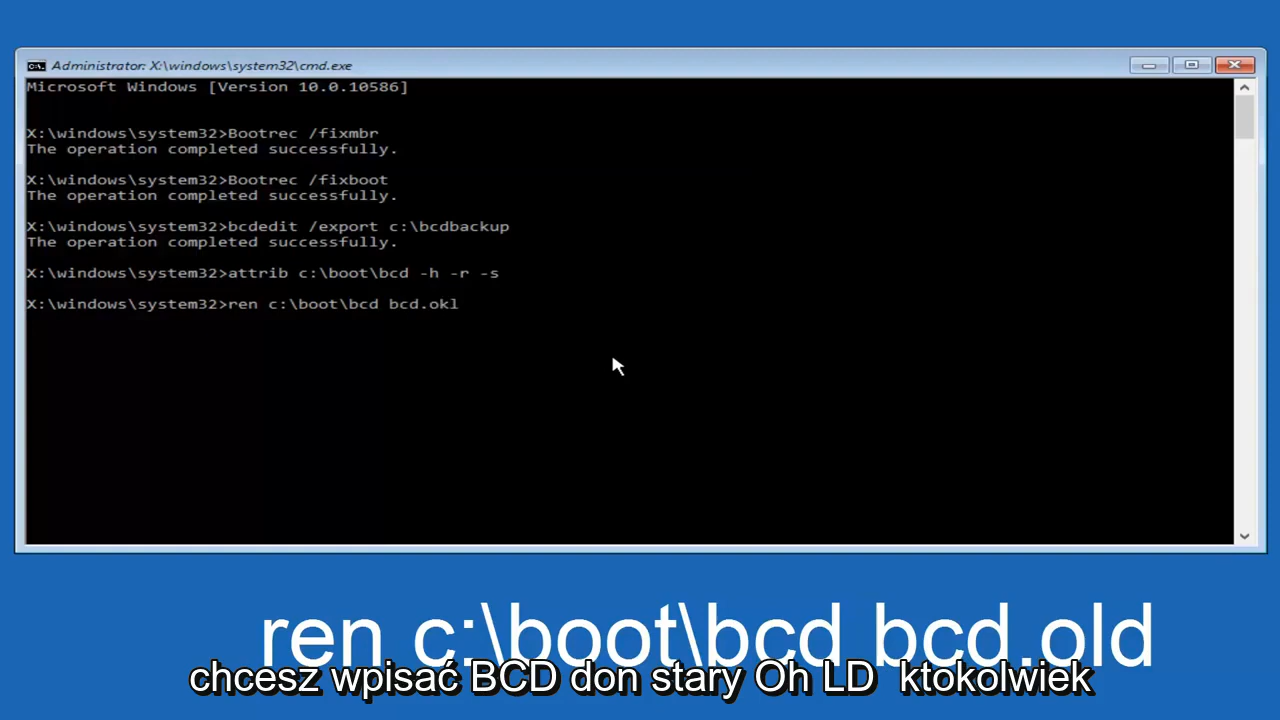 Administrator: X:\windows\system32\cmd.exe
Microsoft Windows [Version 10.0.10586]
X:\windows\system32>Bootrec /fixmbr
The operation completed successfully.
X:\windows\system32>Bootrec /fixboot
The operation completed successfully.
X:\windows\system32>bcdedit /export c:\bcdbackup
The operation completed successfully.
X:\windows\system32>attrib c:\boot\bcd -h -r -s
X:\windows\system32>ren c:\boot\bcd bcd.okl
ren c:\boot\bcd bcd.old
chcesz wpisać BCD don stary Oh LD ktokolwiek